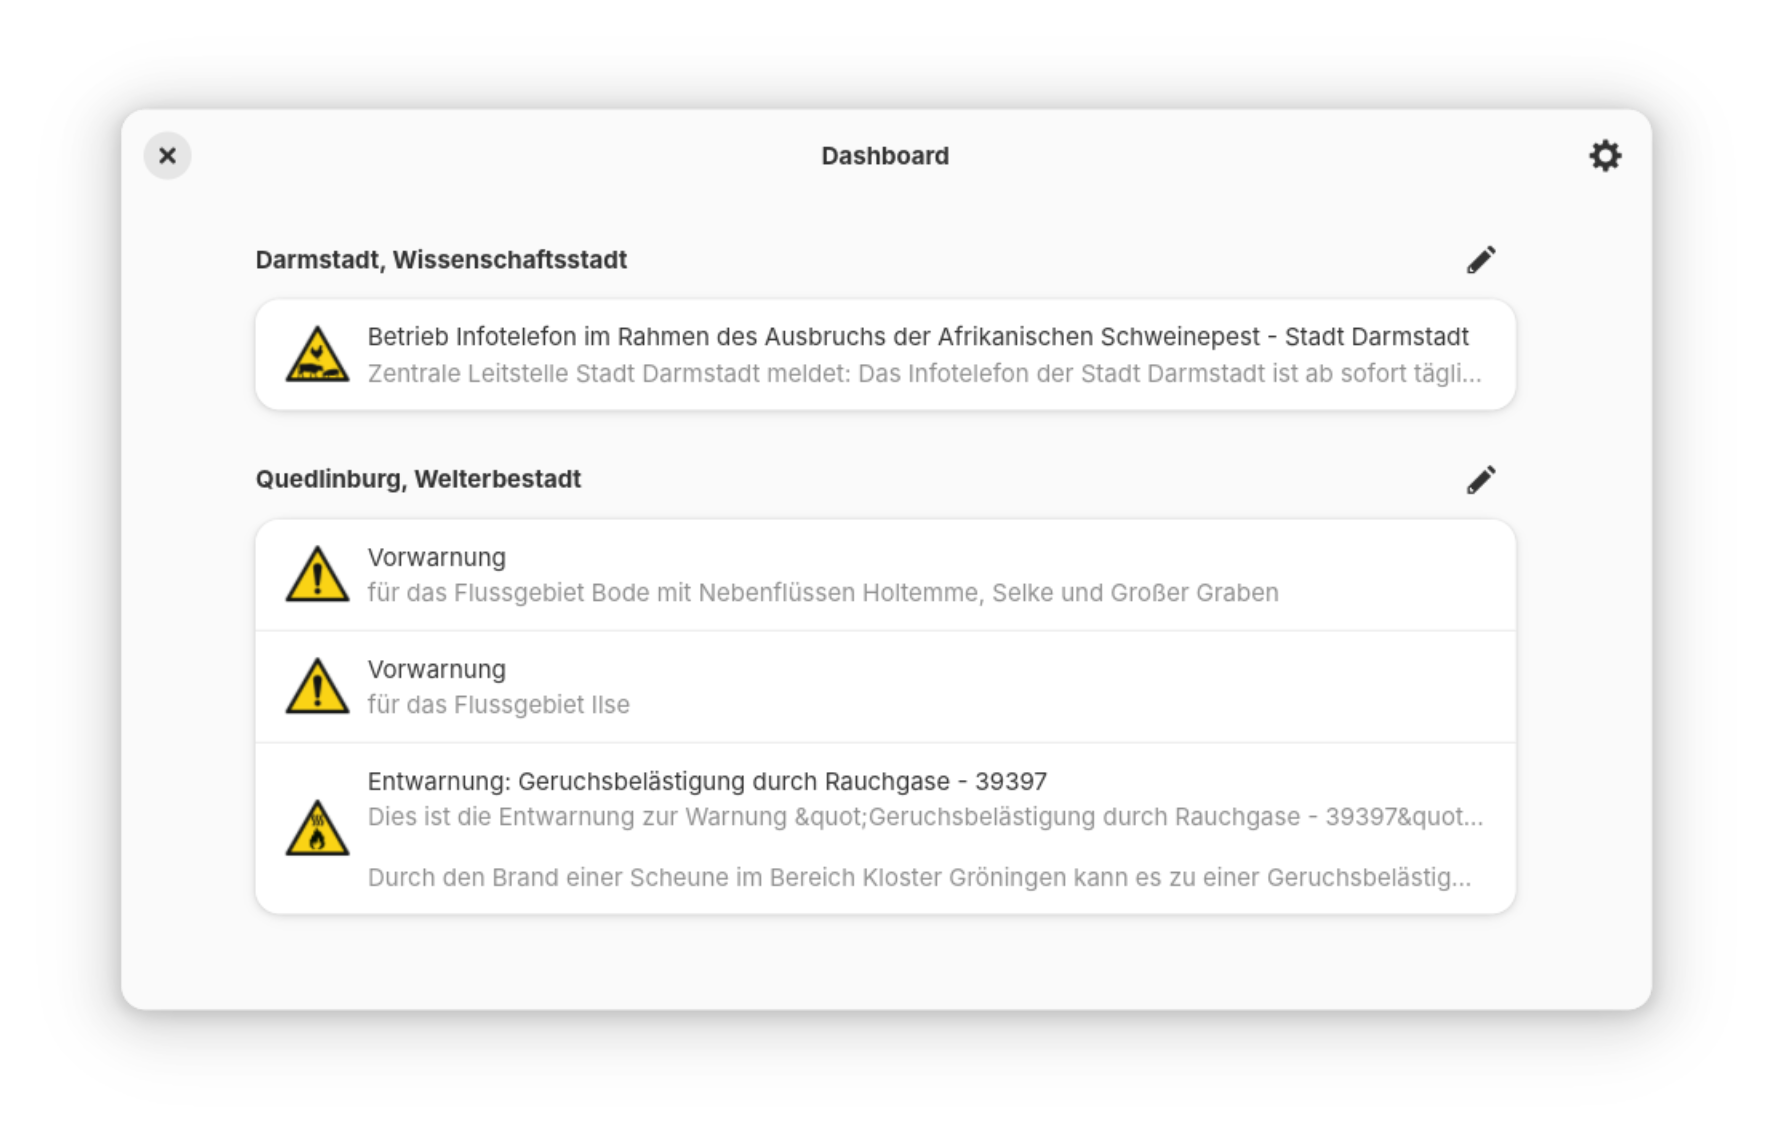 Dashboard
Darmstadt, Wissenschaftsstadt
Betrieb Infotelefon im Rahmen des Ausbruchs der Afrikanischen Schweinepest - Stadt Darmstadt
Zentrale Leitstelle Stadt Darmstadt meldet: Das Infotelefon der Stadt Darmstadt ist ab sofort tägli...
Quedlinburg, Welterbestadt
Vorwarnung
für das Flussgebiet Bode mit Nebenflüssen Holtemme, Selke und Großer Graben
Vorwarnung
für das Flussgebiet Ilse
Entwarnung: Geruchsbelästigung durch Rauchgase - 39397
Dies ist die Entwarnung zur Warnung &quot;Geruchsbelästigung durch Rauchgase - 39397&quot...
Durch den Brand einer Scheune im Bereich Kloster Gröningen kann es zu einer Geruchsbelästig...